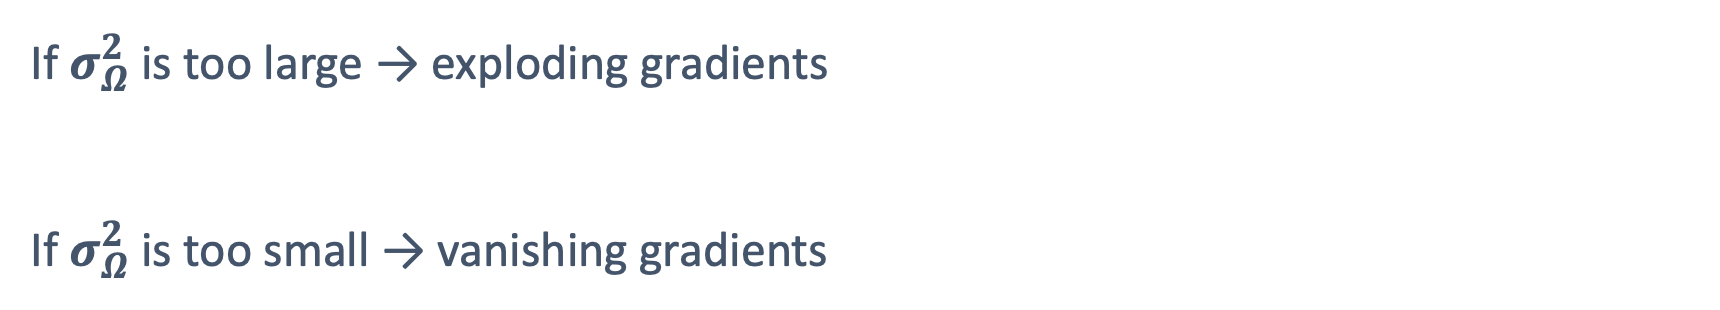 If σ²_Ω is too large → exploding gradients
If σ²_Ω is too small → vanishing gradients